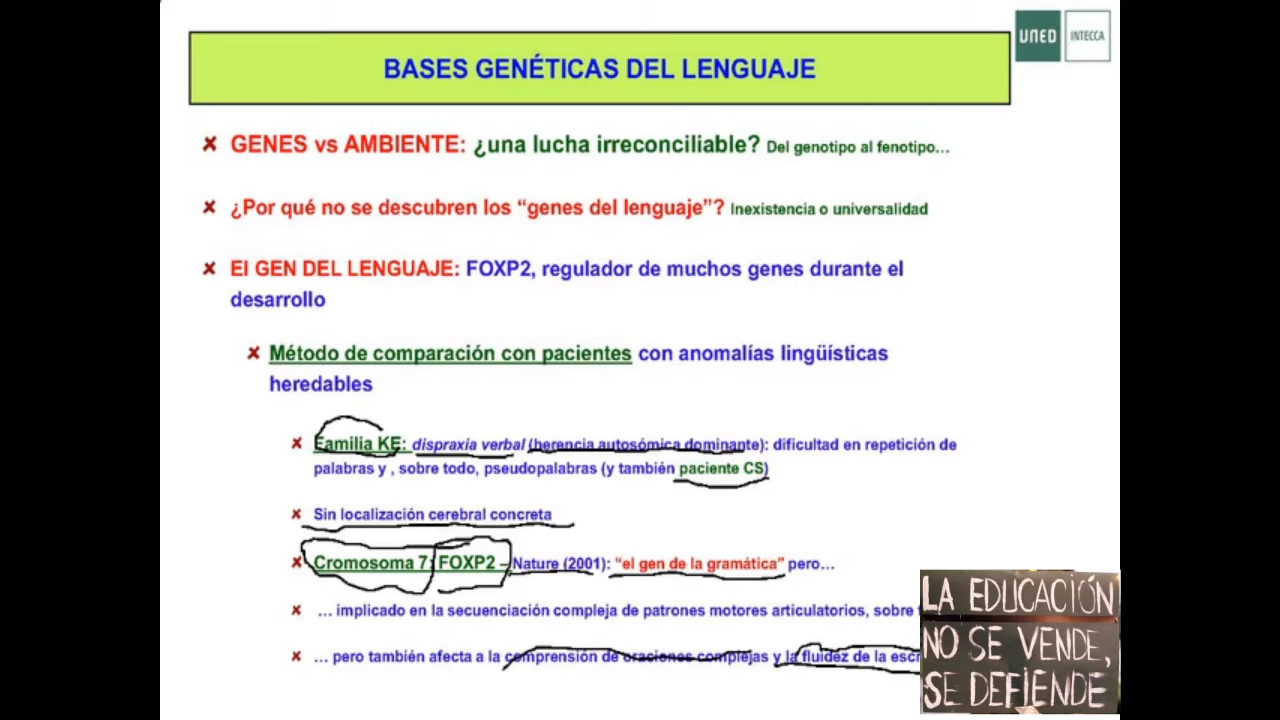 UNED INTECCA
BASES GENÉTICAS DEL LENGUAJE
GENES vs AMBIENTE: ¿una lucha irreconciliable? Del genotipo al fenotipo...
¿Por qué no se descubren los “genes del lenguaje”? Inexistencia o universalidad
El GEN DEL LENGUAJE: FOXP2, regulador de muchos genes durante el
desarrollo
Método de comparación con pacientes con anomalías lingüísticas
heredables
Familia KE: dispraxia verbal (herencia autosómica dominante): dificultad en repetición de
palabras y , sobre todo, pseudopalabras (y también paciente CS)
Sin localización cerebral concreta
Cromosoma 7: FOXP2 – Nature (2001): “el gen de la gramática” pero...
... implicado en la secuenciación compleja de patrones motores articulatorios, sobre
... pero también afecta a la comprensión de oraciones complejas y la fluidez de la
LA EDUCACIÓN
NO SE VENDE,
SE DEFIENDE